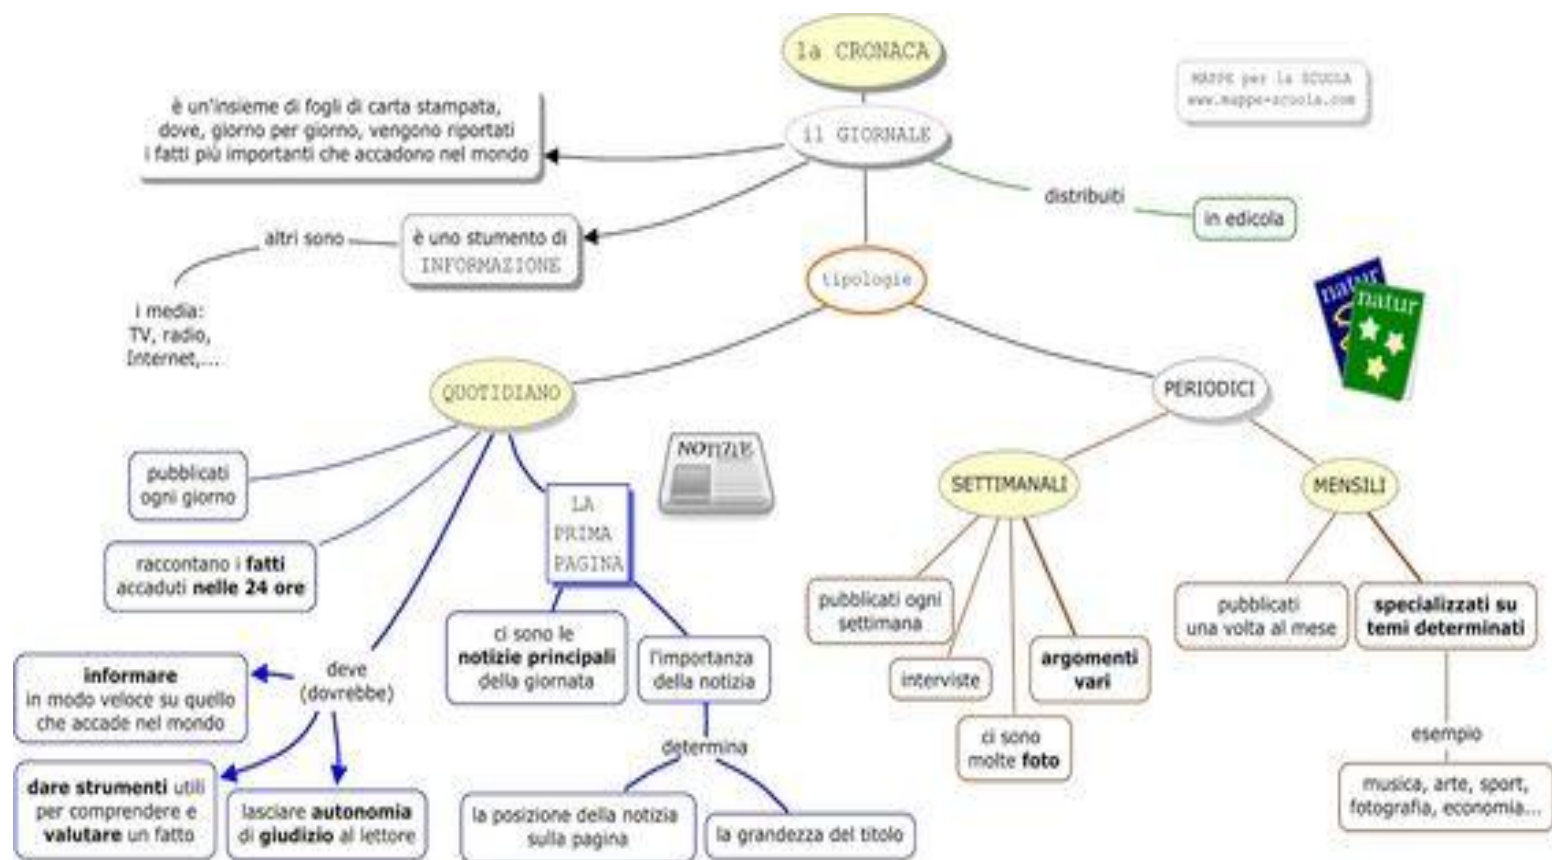 la CRONACA
MAPPE per la SCUOLA
www.mappe-scuola.com
il GIORNALE
è un'insieme di fogli di carta stampata,
dove, giorno per giorno, vengono riportati
i fatti più importanti che accadono nel mondo
distribuiti
in edicola
altri sono
è uno stumento di
INFORMAZIONE
i media:
TV, radio,
Internet,...
tipologie
natur
natur
QUOTIDIANO
PERIODICI
pubblicati
ogni giorno
raccontano i fatti
accaduti nelle 24 ore
LA
PRIMA
PAGINA
NOTIZIE
SETTIMANALI
MENSILI
deve
(dovrebbe)
informare
in modo veloce su quello
che accade nel mondo
dare strumenti utili
per comprendere e
valutare un fatto
lasciare autonomia
di giudizio al lettore
ci sono le
notizie principali
della giornata
l'importanza
della notizia
determina
la posizione della notizia
sulla pagina
la grandezza del titolo
pubblicati ogni
settimana
interviste
ci sono
molte foto
argomenti
vari
pubblicati
una volta al mese
specializzati su
temi determinati
esempio
musica, arte, sport,
fotografia, economia...